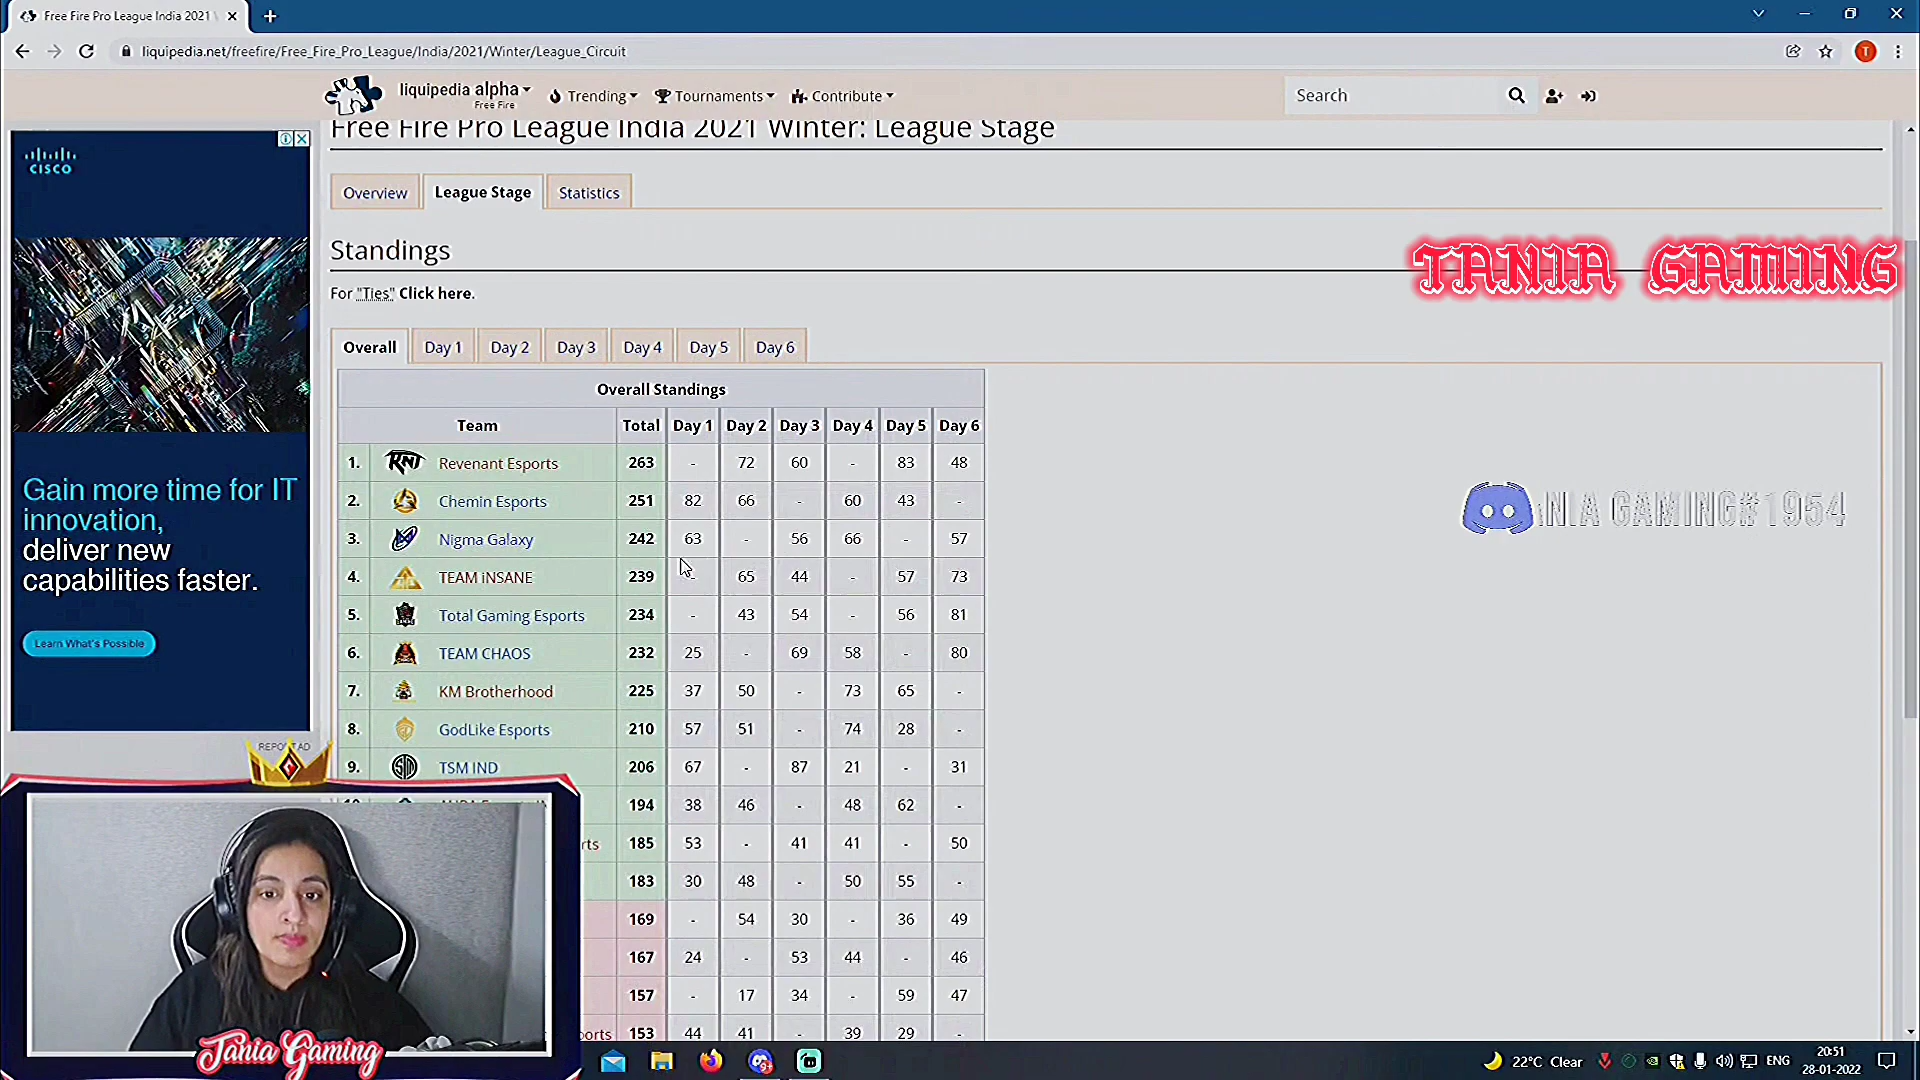 Free Fire Pro League India 2021 W
liquipedia.net/freefire/Free_Fire_Pro_League/India/2021/Winter/League_Circuit
T
liquipedia alpha
Free Fire
Trending
Tournaments
Contribute
Search
Free Fire Pro League India 2021 Winter: League Stage
Overview League Stage Statistics
Standings
For "Ties" Click here.
Overall Day 1 Day 2 Day 3 Day 4 Day 5 Day 6
Overall Standings
Team Total Day 1 Day 2 Day 3 Day 4 Day 5 Day 6
1. RNT Revenant Esports 263 - 72 60 - 83 48
2. Chemin Esports 251 82 66 - 60 43 -
3. Nigma Galaxy 242 63 - 56 66 - 57
4. TEAM iNSANE 239 - 65 44 - 57 73
5. Total Gaming Esports 234 - 43 54 - 56 81
6. TEAM CHAOS 232 25 - 69 58 - 80
7. KM Brotherhood 225 37 50 - 73 65 -
8. GodLike Esports 210 57 51 - 74 28 -
9. TSM IND 206 67 - 87 21 - 31
194 38 46 - 48 62 -
rts 185 53 - 41 41 - 50
183 30 48 - 50 55 -
169 - 54 30 - 36 49
167 24 - 53 44 - 46
157 - 17 34 - 59 47
ports 153 44 41 - 39 29 -
CISCO
Gain more time for IT
innovation,
deliver new
capabilities faster.
Learn What's Possible
REPORT AD
TANIA GAMING
NIA GAMING#1954
Tania Gaming
9+
22°C Clear
ENG
20:51
28-01-2022